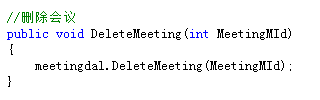 //删除会议
public void DeleteMeeting(int MeetingMId)
{
    meetingdal.DeleteMeeting(MeetingMId);
}